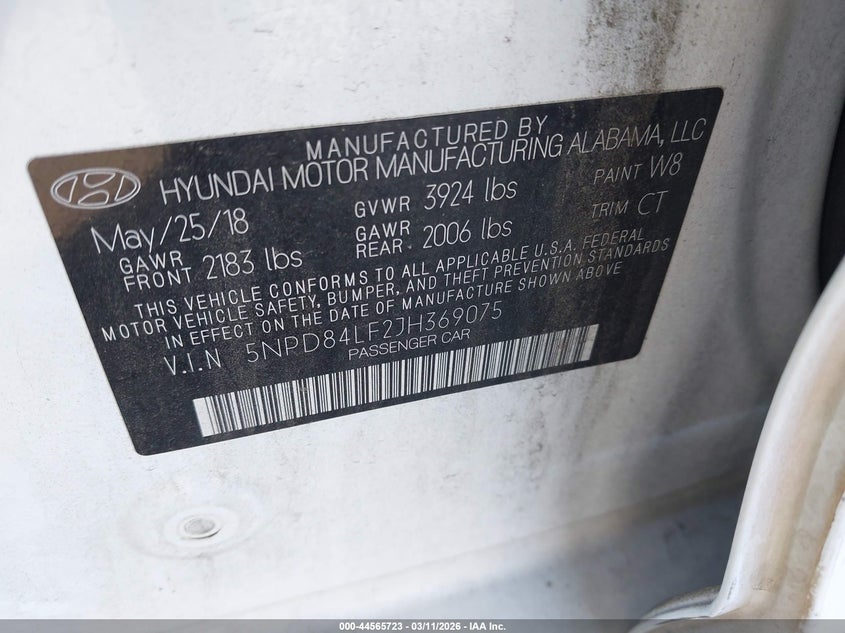 MANUFACTURED BY
HYUNDAI MOTOR MANUFACTURING ALABAMA, LLC
May/25/18 GVWR 3924 lbs PAINT W8
GAWR FRONT 2183 lbs GAWR REAR 2006 lbs TRIM CT
THIS VEHICLE CONFORMS TO ALL APPLICABLE U.S.A. FEDERAL
MOTOR VEHICLE SAFETY, BUMPER, AND THEFT PREVENTION STANDARDS
IN EFFECT ON THE DATE OF MANUFACTURE SHOWN ABOVE
V.I.N 5NPD84LF2JH369075
PASSENGER CAR
000-44565723 - 03/11/2026 - IAA Inc.